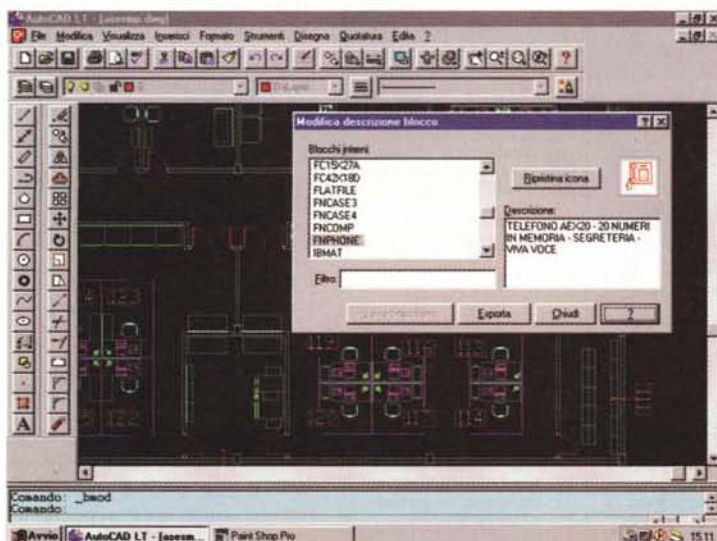 AutoCAD LT - [asesmp.dwg]
File Modifica Visualizza Inserisci Formato Strumenti Disegna Quotatura Edita ?
Modifica descrizione blocco
Blocchi interni:
FC15X27A
FC42X18D
FLATFILE
FNCASE3
FNCASE4
FNCOMP
FNPHONE
IBMAT
Ripristina icona
Descrizione:
TELEFONO AEX20 - 20 NUMERI
IN MEMORIA - SEGRETERIA -
VIVA VOCE
Filtro:
Esporta
Chiudi
?
Comando: _bmod
Comando:
Avvio
AutoCAD LT - [asesm...
Paint Shop Pro
15.11